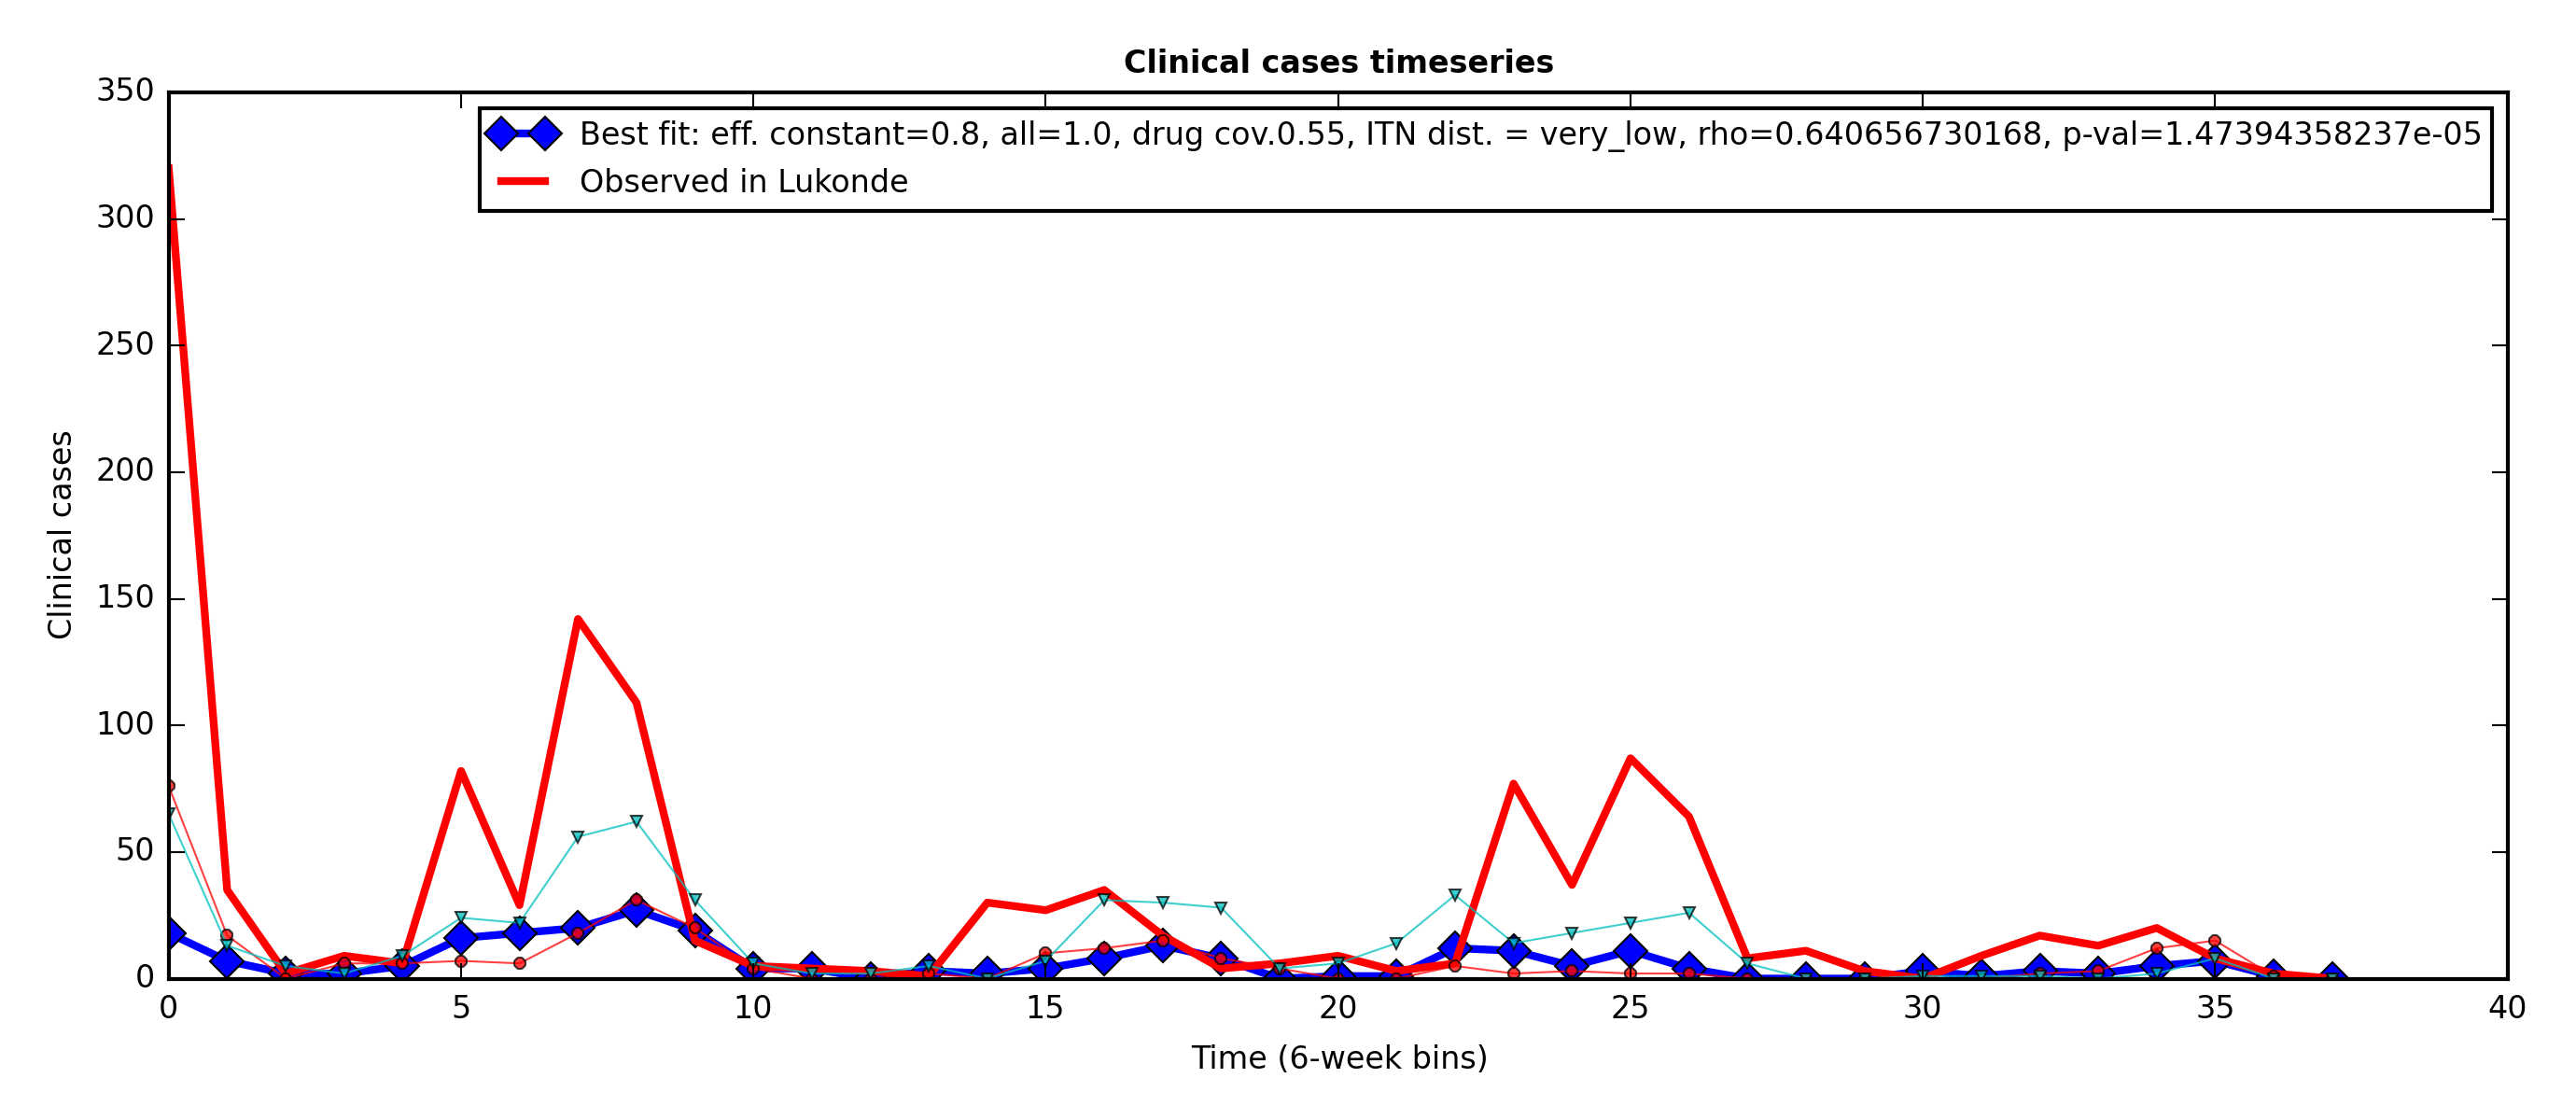 Clinical cases timeseries
350
300
250
200
150
100
50
0
Best fit: eff. constant=0.8, all=1.0, drug cov.0.55, ITN dist. = very_low, rho=0.640656730168, p-val=1.47394358237e-05
Observed in Lukonde
Clinical cases
0 5 10 15 20 25 30 35 40
Time (6-week bins)